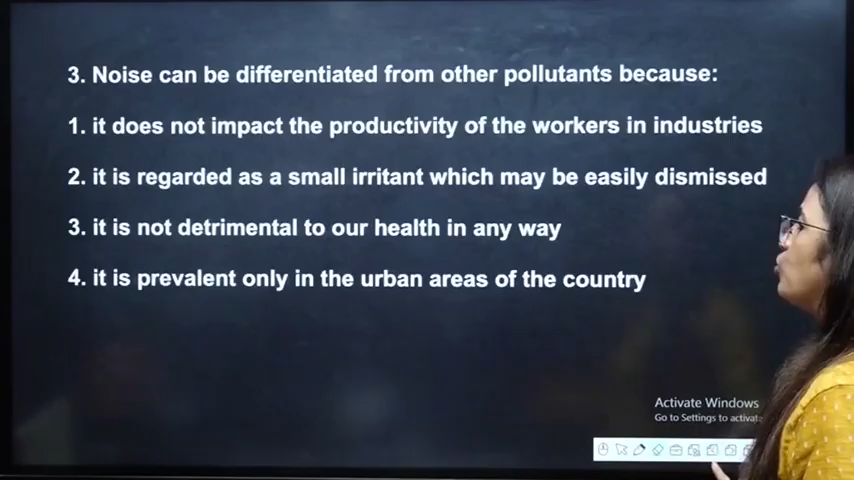 3. Noise can be differentiated from other pollutants because:
1. it does not impact the productivity of the workers in industries
2. it is regarded as a small irritant which may be easily dismissed
3. it is not detrimental to our health in any way
4. it is prevalent only in the urban areas of the country
Activate Windows
Go to Settings to activate